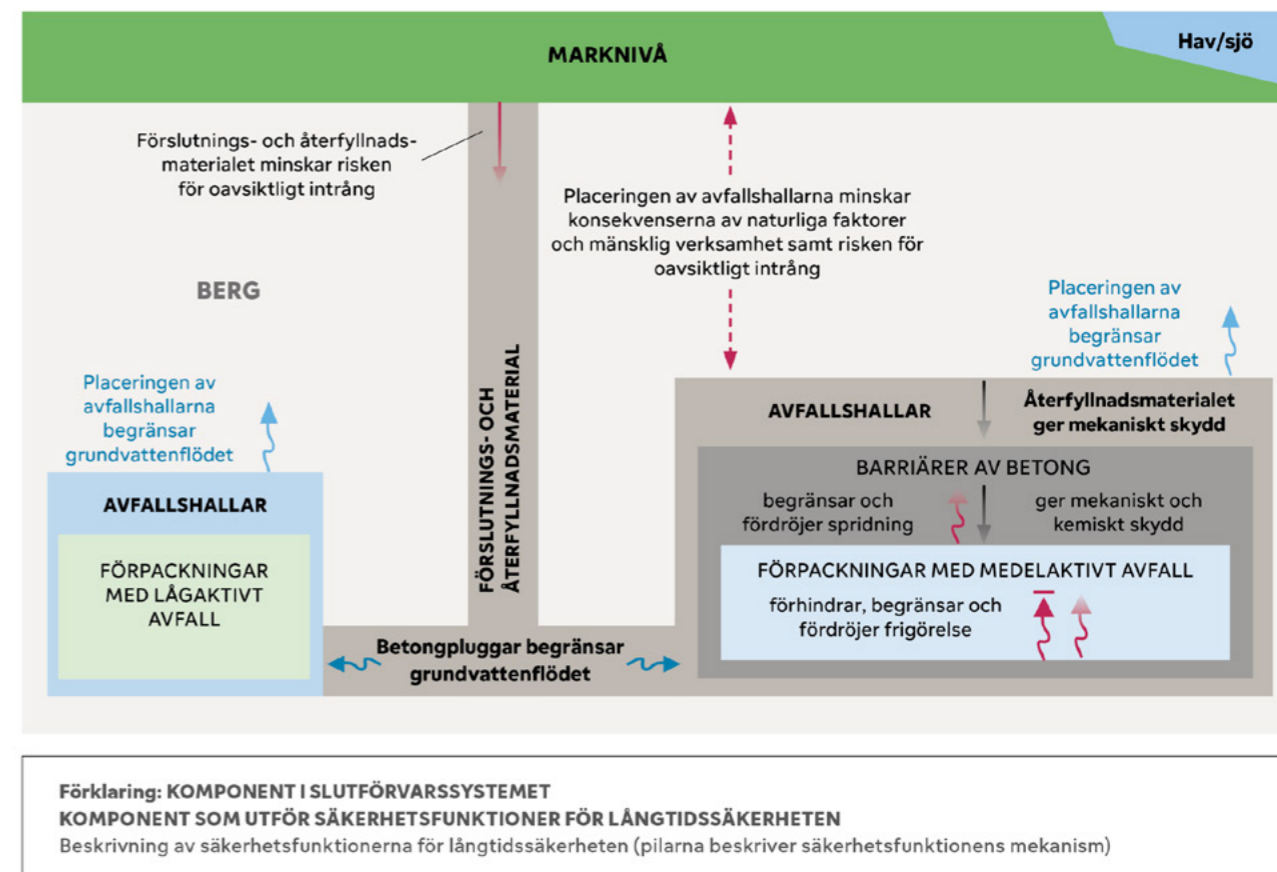 MARKNIVÅ
Hav/sjö
Förslutnings- och återfyllnads-
materialet minskar risken
för oavsiktligt intrång
Placeringen av avfallshallarna minskar
konsekvenserna av naturliga faktorer
och mänsklig verksamhet samt risken för
oavsiktligt intrång
BERG
Placeringen av
avfallshallarna
begränsar
grundvattenflödet
FÖRSLUTNINGS- OCH
ÅTERFYLLNADSMATERIAL
Placeringen av
avfallshallarna
begränsar
grundvattenflödet
AVFALLSHALLAR
Återfyllnadsmaterialet
ger mekaniskt skydd
BARRIÄRER AV BETONG
begränsar och
fördröjer spridning
ger mekaniskt och
kemiskt skydd
FÖRPACKNINGAR MED MEDELAKTIVT AVFALL
förhindrar, begränsar och
fördröjer frigörelse
AVFALLSHALLAR
FÖRPACKNINGAR
MED LÅGAKTIVT
AVFALL
Betongpluggar begränsar
grundvattenflödet
Förklaring: KOMPONENT I SLUTFÖRVARSSYSTEMET
KOMPONENT SOM UTFÖR SÄKERHETSFUNKTIONER FÖR LÅNGTIDSSÄKERHETEN
Beskrivning av säkerhetsfunktionerna för långtidssäkerheten (pilarna beskriver säkerhetsfunktionens mekanism)